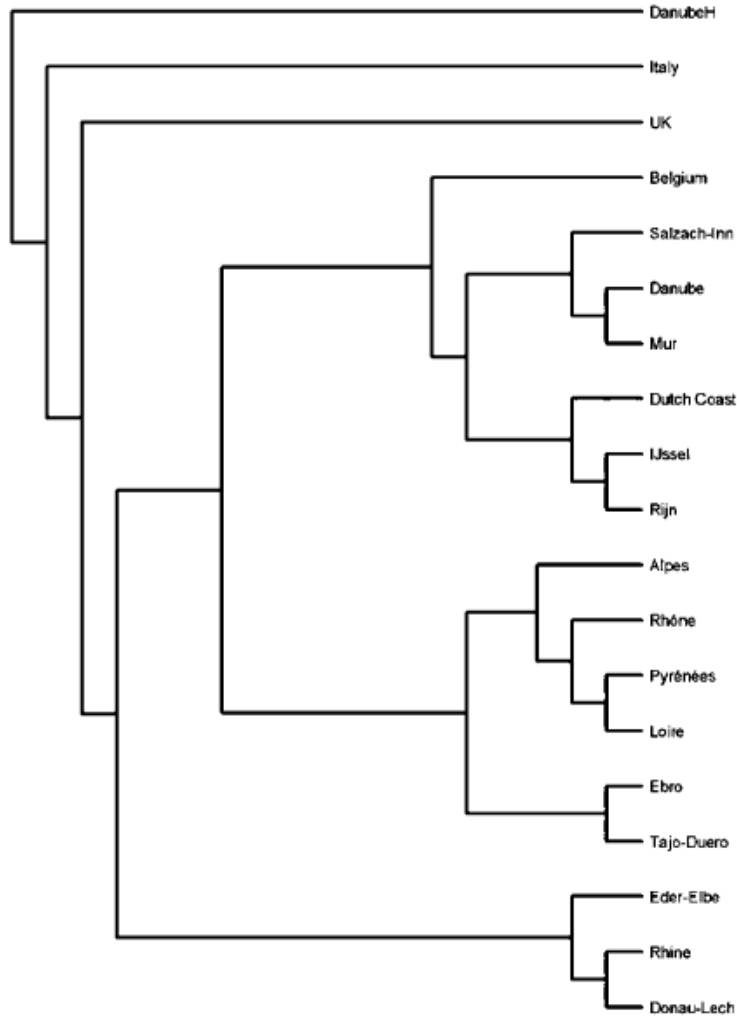 DanubeH
Italy
UK
Belgium
Salzach-Inn
Danube
Mur
Dutch Coast
IJssel
Rijn
Alpes
Rhône
Pyrénées
Loire
Ebro
Tajo-Duero
Eder-Elbe
Rhine
Donau-Lech